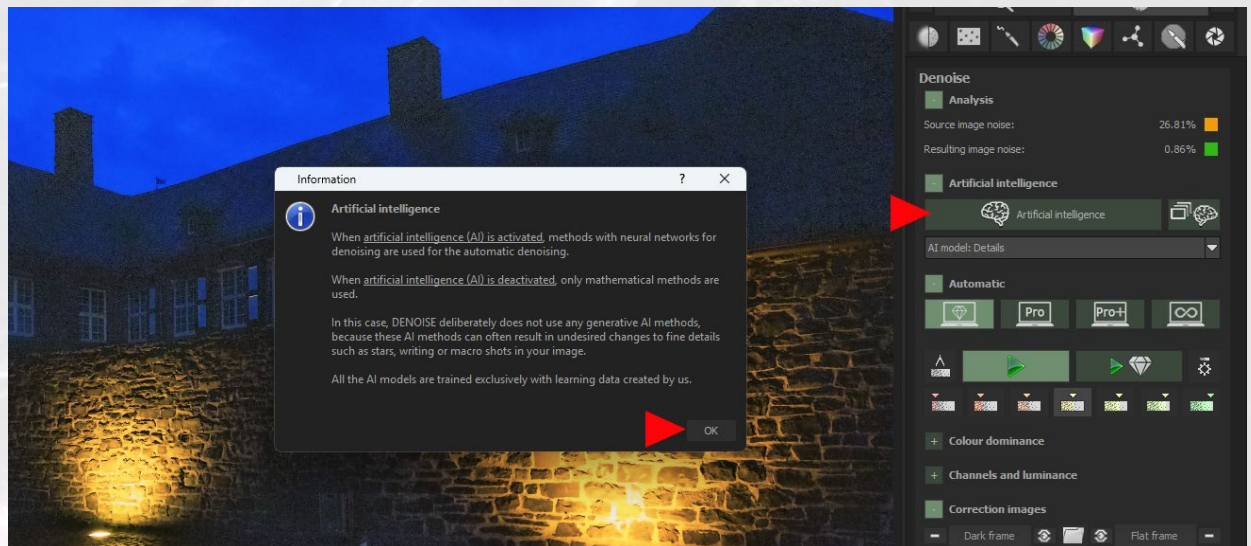 Denoise
- Analysis
Source image noise: 26.81%
Resulting image noise: 0.86%
Information ? X
- Artificial intelligence
Artificial intelligence
Artificial intelligence
When artificial intelligence (AI) is activated, methods with neural networks for
denoising are used for the automatic denoising.
AI model: Details
When artificial intelligence (AI) is deactivated, only mathematical methods are
used.
- Automatic
In this case, DENOISE deliberately does not use any generative AI methods,
because these AI methods can often result in undesired changes to fine details
such as stars, writing or macro shots in your image.
Pro Pro+
All the AI models are trained exclusively with learning data created by us.
OK
+ Colour dominance
+ Channels and luminance
- Correction images
- Dark frame Flat frame -